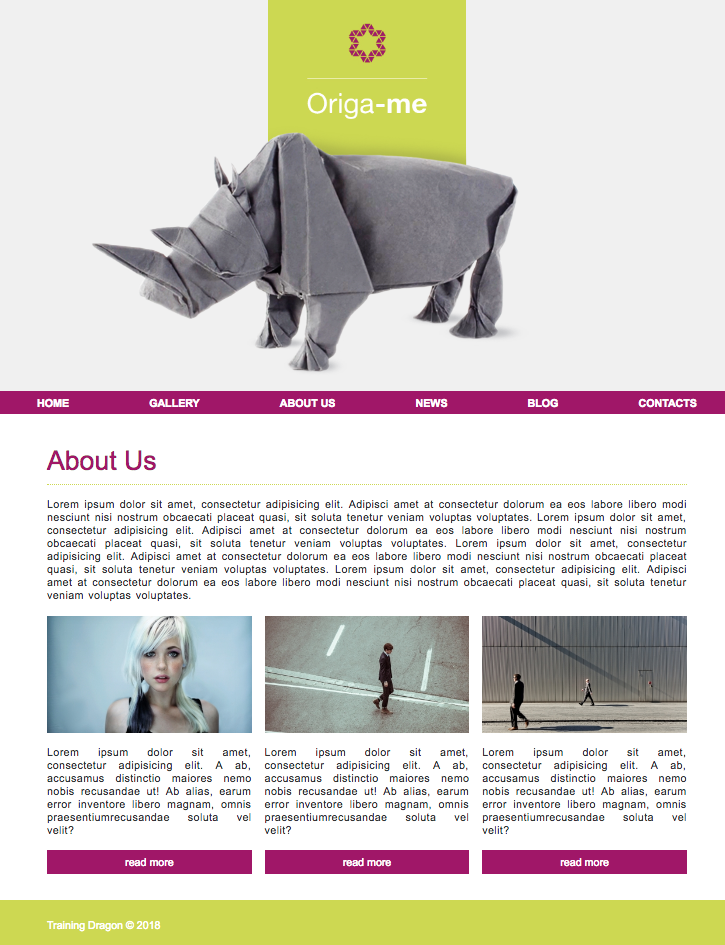 Origa-me
HOME GALLERY ABOUT US NEWS BLOG CONTACTS
About Us
Lorem ipsum dolor sit amet, consectetur adipisicing elit. Adipisci amet at consectetur dolorum ea eos labore libero modi
nesciunt nisi nostrum obcaecati placeat quasi, sit soluta tenetur veniam voluptas voluptates. Lorem ipsum dolor sit amet,
consectetur adipisicing elit. Adipisci amet at consectetur dolorum ea eos labore libero modi nesciunt nisi nostrum
obcaecati placeat quasi, sit soluta tenetur veniam voluptas voluptates. Lorem ipsum dolor sit amet, consectetur
adipisicing elit. Adipisci amet at consectetur dolorum ea eos labore libero modi nesciunt nisi nostrum obcaecati placeat
quasi, sit soluta tenetur veniam voluptas voluptates. Lorem ipsum dolor sit amet, consectetur adipisicing elit. Adipisci
amet at consectetur dolorum ea eos labore libero modi nesciunt nisi nostrum obcaecati placeat quasi, sit soluta tenetur
veniam voluptas voluptates.
Lorem ipsum dolor sit amet,
consectetur adipisicing elit. A ab,
accusamus distinctio maiores nemo
nobis recusandae ut! Ab alias, earum
error inventore libero magnam, omnis
praesentiumrecusandae soluta vel
velit?
read more
Lorem ipsum dolor sit amet,
consectetur adipisicing elit. A ab,
accusamus distinctio maiores nemo
nobis recusandae ut! Ab alias, earum
error inventore libero magnam, omnis
praesentiumrecusandae soluta vel
velit?
read more
Lorem ipsum dolor sit amet,
consectetur adipisicing elit. A ab,
accusamus distinctio maiores nemo
nobis recusandae ut! Ab alias, earum
error inventore libero magnam, omnis
praesentiumrecusandae soluta vel
velit?
read more
Training Dragon © 2018